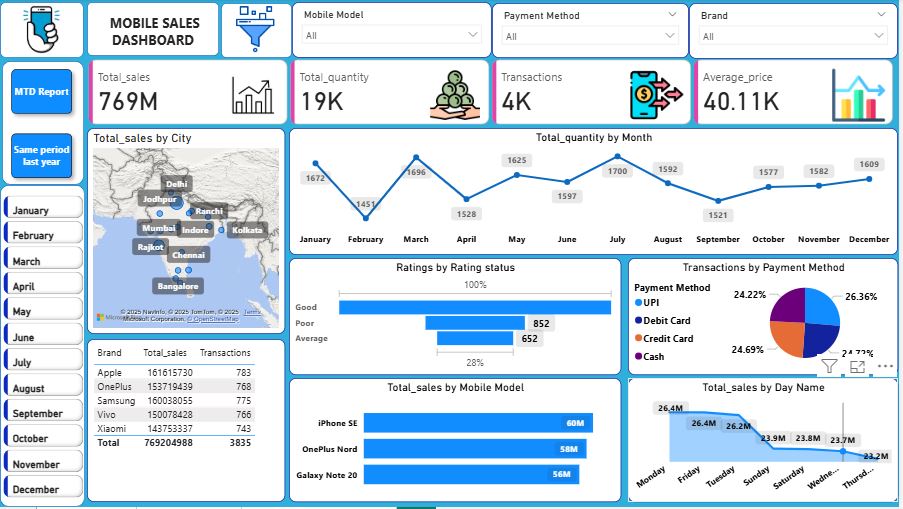 MOBILE SALES
DASHBOARD
Mobile Model
All
Payment Method
All
Brand
All
MTD Report
Same period
last year
Total_sales
769M
Total_quantity
19K
Transactions
4K
Average_price
40.11K
January
February
March
April
May
June
July
August
September
October
November
December
Total_sales by City
Delhi
Jodhpur
Ranchi
Mumbai
Indore
Kolkata
Rajkot
Chennai
Bangalore
© 2025 NavInfo, © 2025 TomTom, © 2025
Microsoft Corporation, © OpenStreetMap
Terms
Total_quantity by Month
1672
1451
1696
1528
1625
1597
1700
1592
1521
1577
1582
1609
January February March April May June July August September October November December
Ratings by Rating status
100%
Good
Poor 852
Average 652
28%
Transactions by Payment Method
Payment Method
UPI
Debit Card
Credit Card
Cash
24.22%
26.36%
24.69%
24.72%
Brand Total_sales Transactions
Apple 161615730 783
OnePlus 153719439 768
Samsung 160038055 775
Vivo 150078428 766
Xiaomi 143753337 743
Total 769204988 3835
Total_sales by Mobile Model
iPhone SE 60M
OnePlus Nord 58M
Galaxy Note 20 56M
Total_sales by Day Name
26.4M
26.4M
26.2M
23.9M
23.8M
23.7M
23.2M
Monday
Friday
Tuesday
Sunday
Saturday
Wedne...
Thursd...